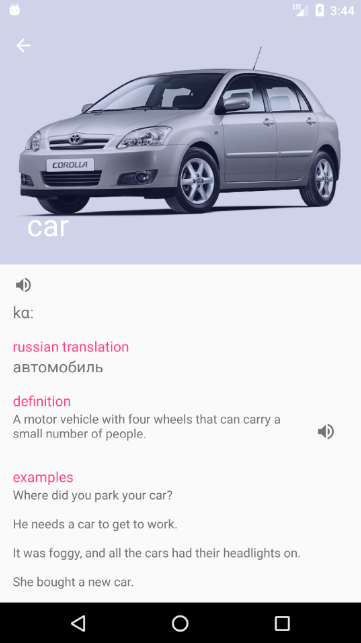 3:44
COROLLA
car
kɑː
russian translation
автомобиль
definition
A motor vehicle with four wheels that can carry a
small number of people.
examples
Where did you park your car?
He needs a car to get to work.
It was foggy, and all the cars had their headlights on.
She bought a new car.